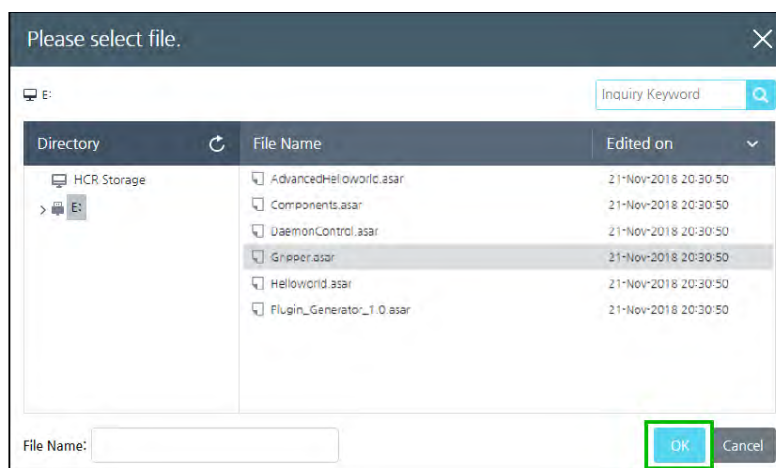 Please select file.
E:
Inquiry Keyword
Directory
File Name
Edited on
HCR Storage
E:
AdvancedHelloworld.asar 21-Nov-2018 20:30:50
Components.asar 21-Nov-2018 20:30:50
DaemonControl.asar 21-Nov-2018 20:30:50
Gripper.asar 21-Nov-2018 20:30:50
Helloworld.asar 21-Nov-2018 20:30:50
Plugin_Generator_1.0.asar 21-Nov-2018 20:30:50
File Name:
OK
Cancel